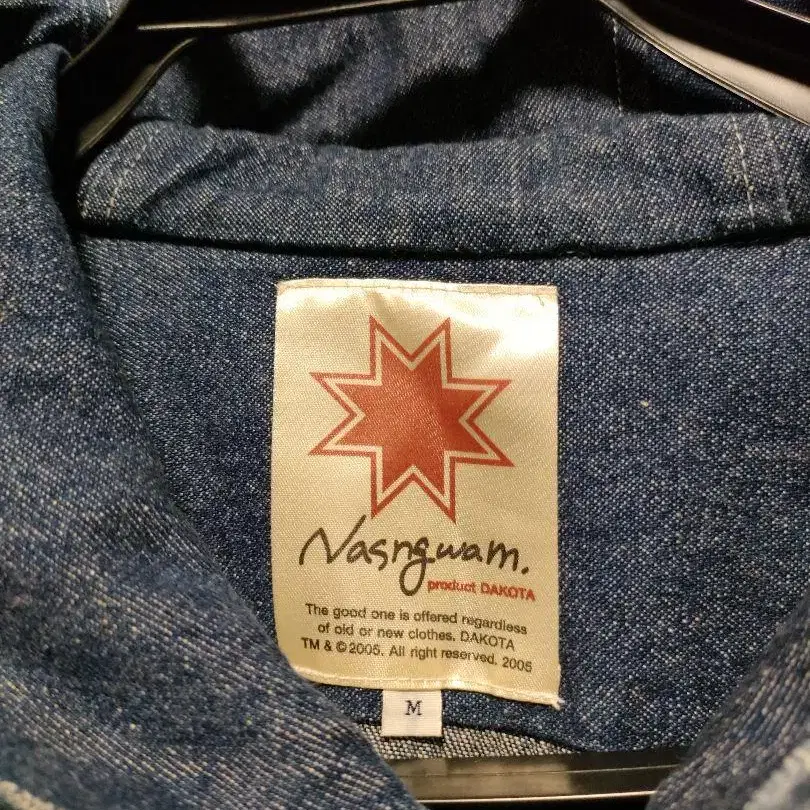 Nasngwam.
product DAKOTA
The good one is offered regardless
of old or new clothes. DAKOTA
TM & ©2005. All right reserved. 2005
M